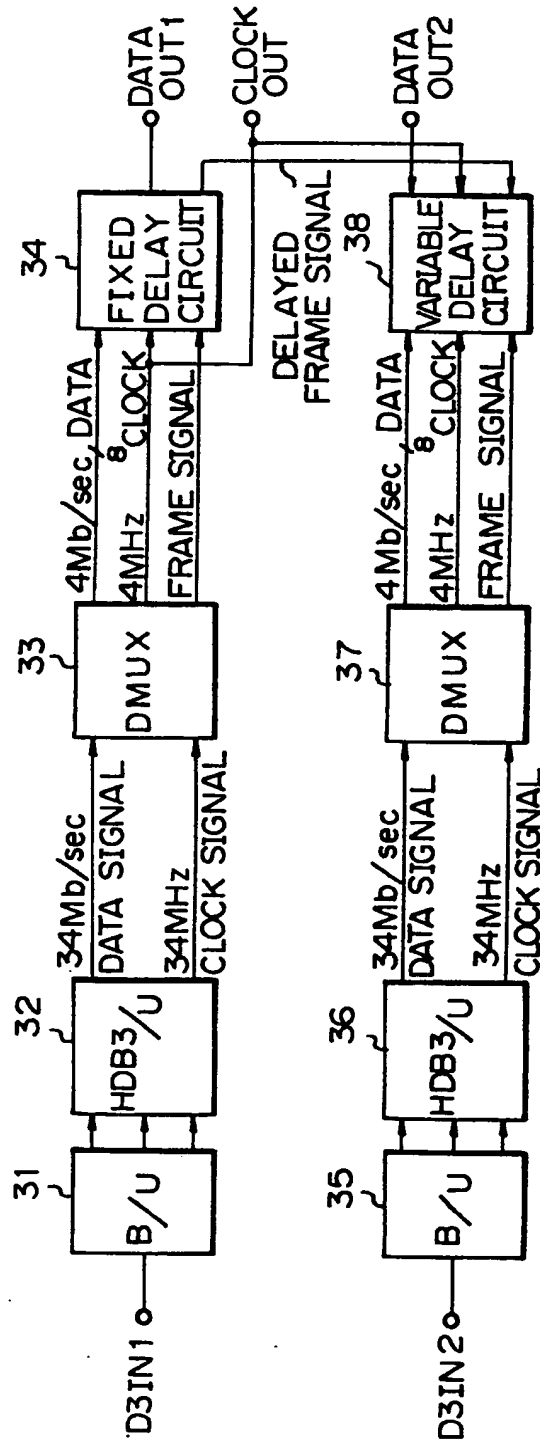 D3IN1
31
B/U
32
HDB3/U
34Mb/sec
DATA SIGNAL
34MHz
CLOCK SIGNAL
33
DMUX
4Mb/sec, DATA
8
4MHz CLOCK
FRAME SIGNAL
34
FIXED
DELAY
CIRCUIT
DATA
OUT1
CLOCK
OUT
DELAYED
FRAME SIGNAL
D3IN2
35
B/U
36
HDB3/U
34Mb/sec
DATA SIGNAL
34MHz
CLOCK SIGNAL
37
DMUX
4Mb/sec, DATA
8
4MHz CLOCK
FRAME SIGNAL
38
VARIABLE
DELAY
CIRCUIT
DATA
OUT2